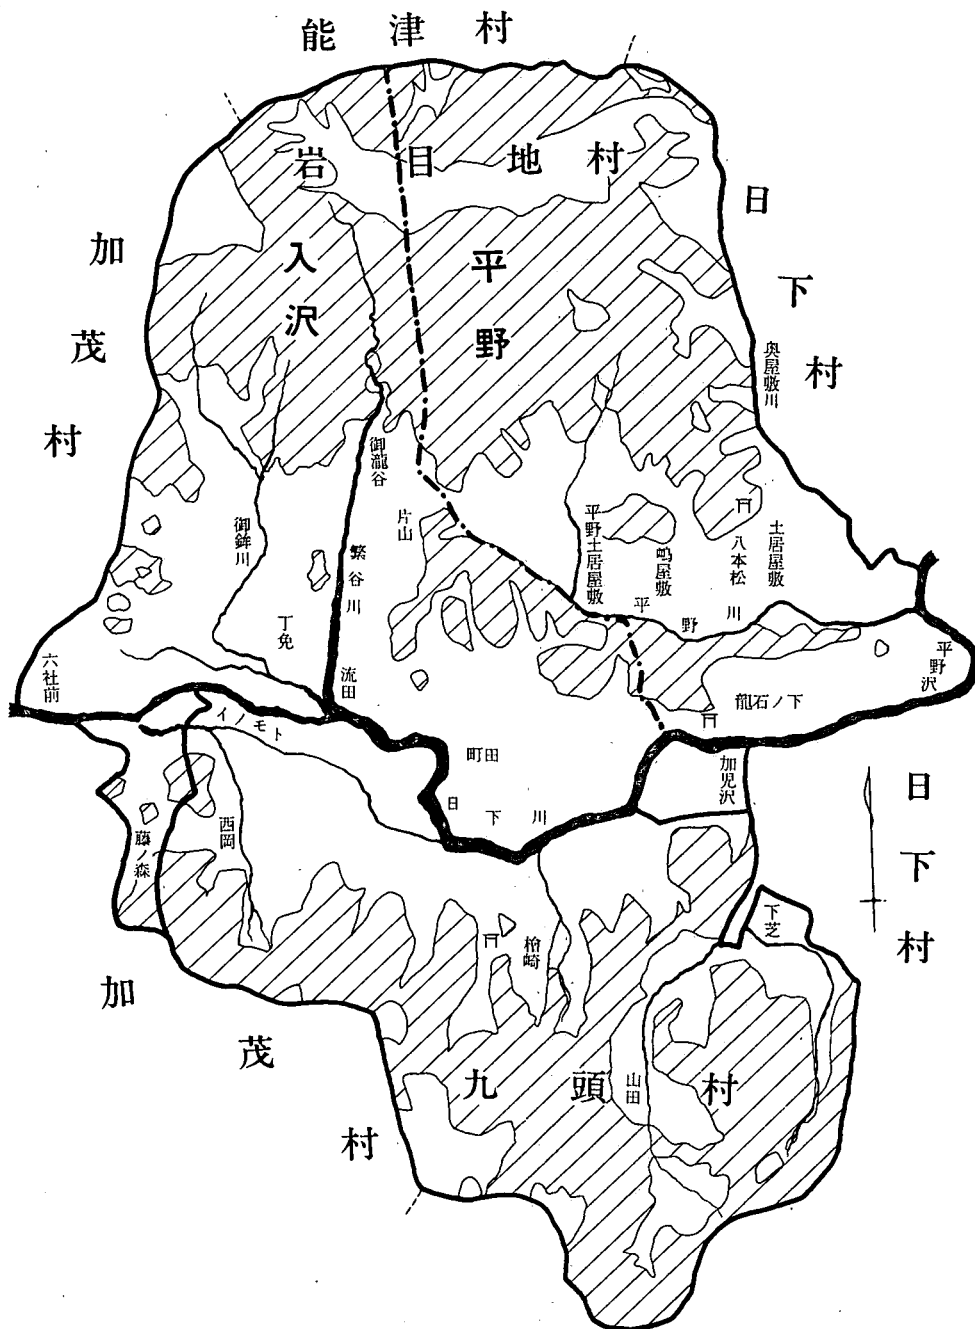 能津村
岩目地村
日下村
加茂村
入沢
平野
奥屋敷川
御瀧谷
片山
御鉾川
繁谷川
平野土居屋敷
嶋屋敷
八本松
土居屋敷
平野川
丁免
流田
六社前
平野沢
龍石ノ下
イノモト
町田
加児沢
日下川
日下村
西岡
藤ノ森
下芝
檜崎
加茂村
九頭村
山田